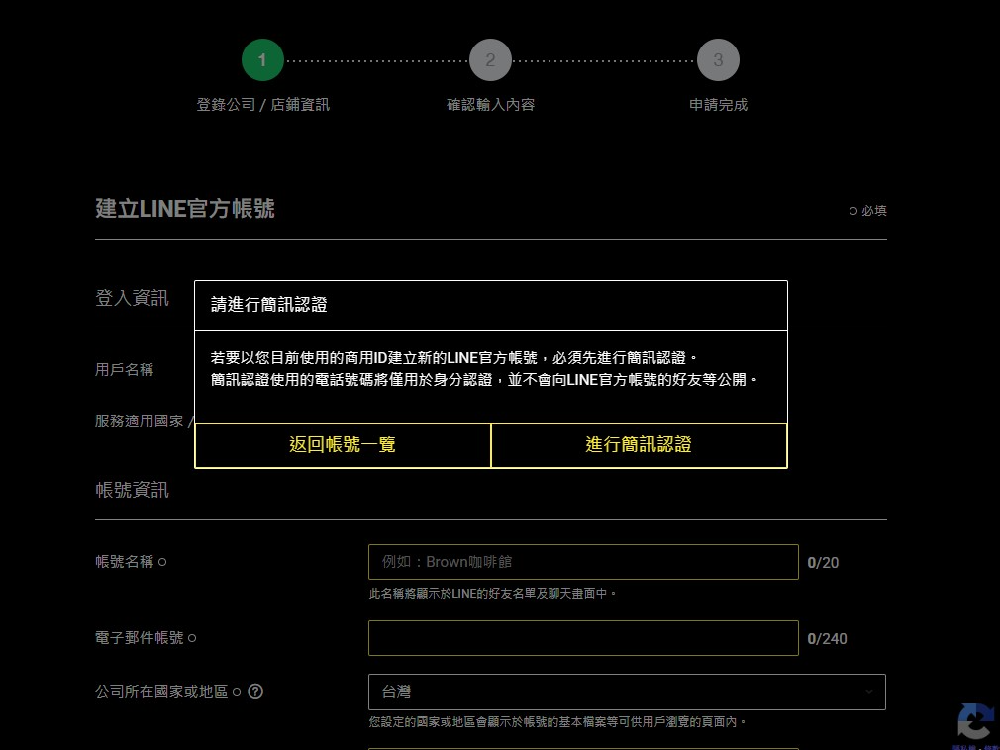 1
2
3
登錄公司 / 店鋪資訊
確認輸入內容
申請完成
建立LINE官方帳號
必填
登入資訊
請進行簡訊認證
若要以您目前使用的商用ID建立新的LINE官方帳號，必須先進行簡訊認證。
簡訊認證使用的電話號碼將僅用於身分認證，並不會向LINE官方帳號的好友等公開。
用戶名稱
服務適用國家 /
返回帳號一覽
進行簡訊認證
帳號資訊
帳號名稱
例如：Brown咖啡館
0/20
此名稱將顯示於LINE的好友名單及聊天畫面中。
電子郵件帳號
0/240
公司所在國家或地區 ?
台灣
您設定的國家或地區會顯示於帳號的基本檔案等可供用戶瀏覽的頁面內。